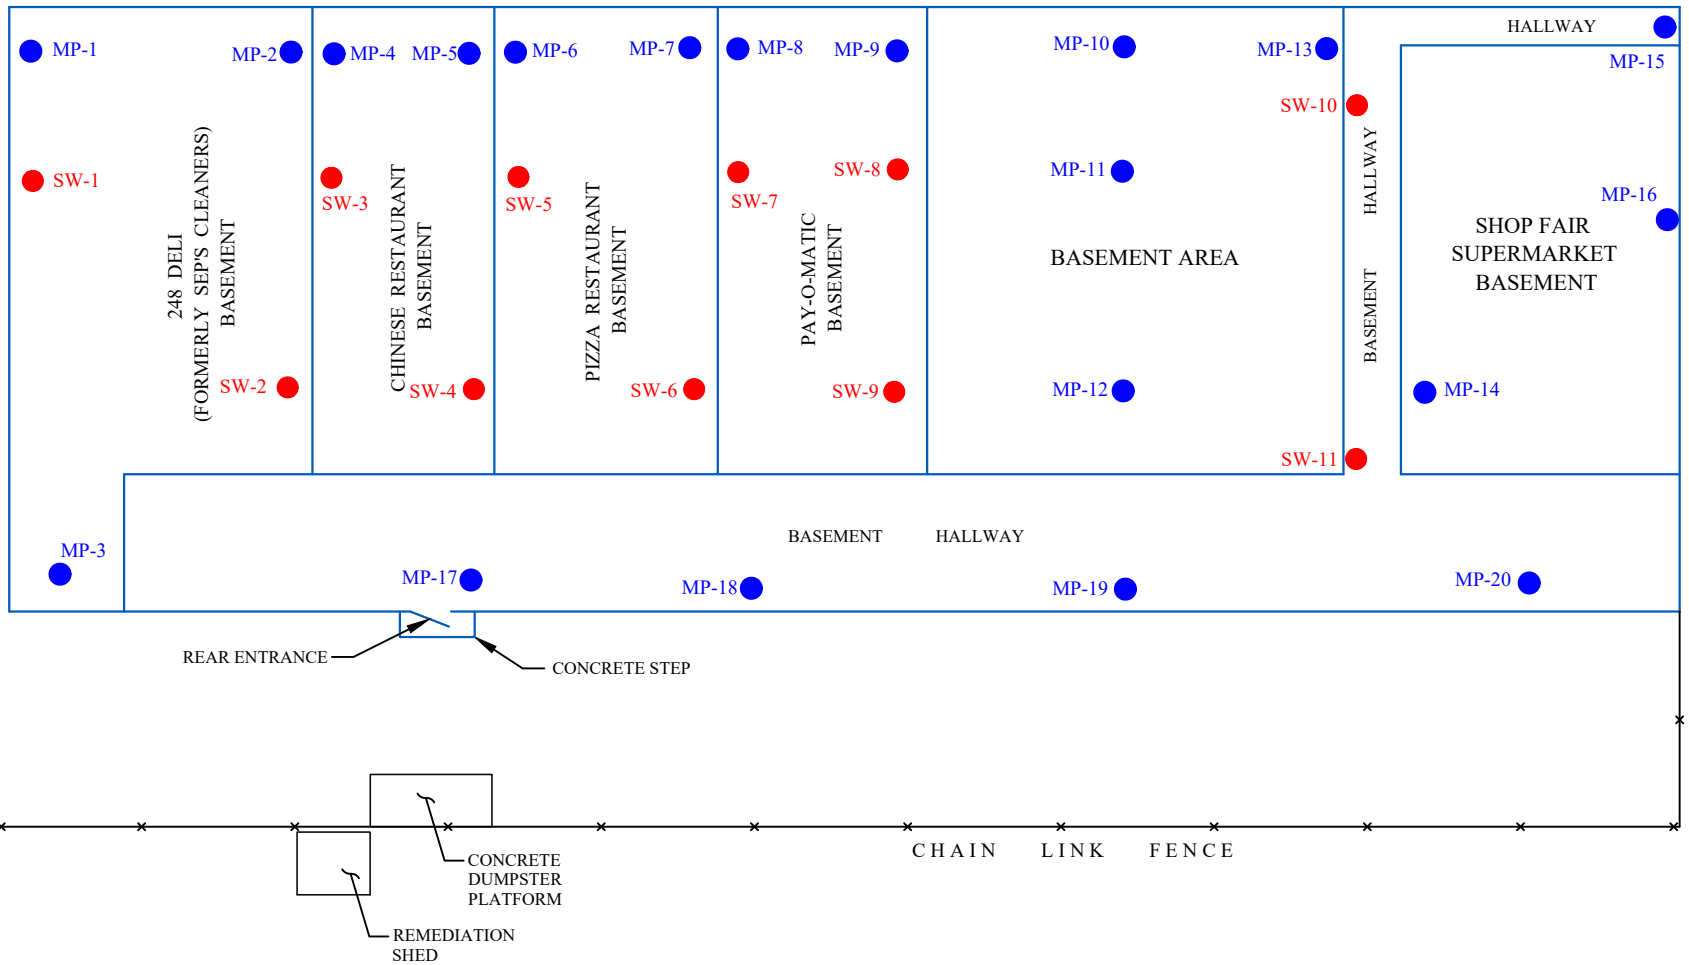 HALLWAY
MP-1
MP-2
MP-4
MP-5
MP-6
MP-7
MP-8
MP-9
MP-10
MP-13
MP-15
SW-10
SW-1
SW-3
SW-5
SW-7
SW-8
MP-11
MP-16
248 DELI
(FORMERLY SEP'S CLEANERS)
BASEMENT
CHINESE RESTAURANT
BASEMENT
PIZZA RESTAURANT
BASEMENT
PAY-O-MATIC
BASEMENT
BASEMENT AREA
BASEMENT HALLWAY
SHOP FAIR
SUPERMARKET
BASEMENT
SW-2
SW-4
SW-6
SW-9
MP-12
MP-14
SW-11
BASEMENT HALLWAY
MP-3
MP-17
MP-18
MP-19
MP-20
REAR ENTRANCE
CONCRETE STEP
CHAIN LINK FENCE
CONCRETE
DUMPSTER
PLATFORM
REMEDIATION
SHED